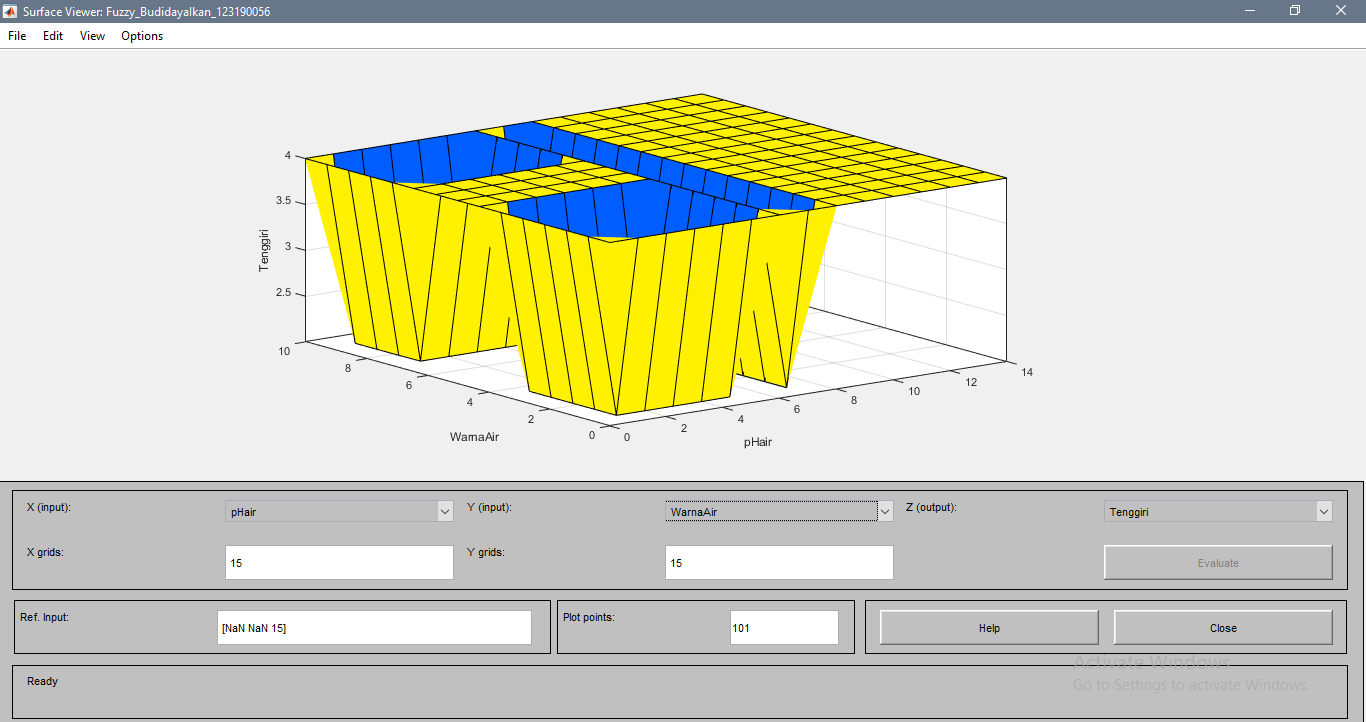 Surface Viewer: Fuzzy_BudidayaIkan_123190056
File Edit View Options
4
3.5
3
2.5
Tenggiri
10
8
6
4
2
0
WarnaAir
0
2
4
6
8
10
12
14
pHair
X (input): pHair Y (input): WarnaAir Z (output): Tenggiri
X grids: 15 Y grids: 15 Evaluate
Ref. Input: [NaN NaN 15] Plot points: 101 Help Close
Ready
Activate Windows
Go to Settings to activate Windows.